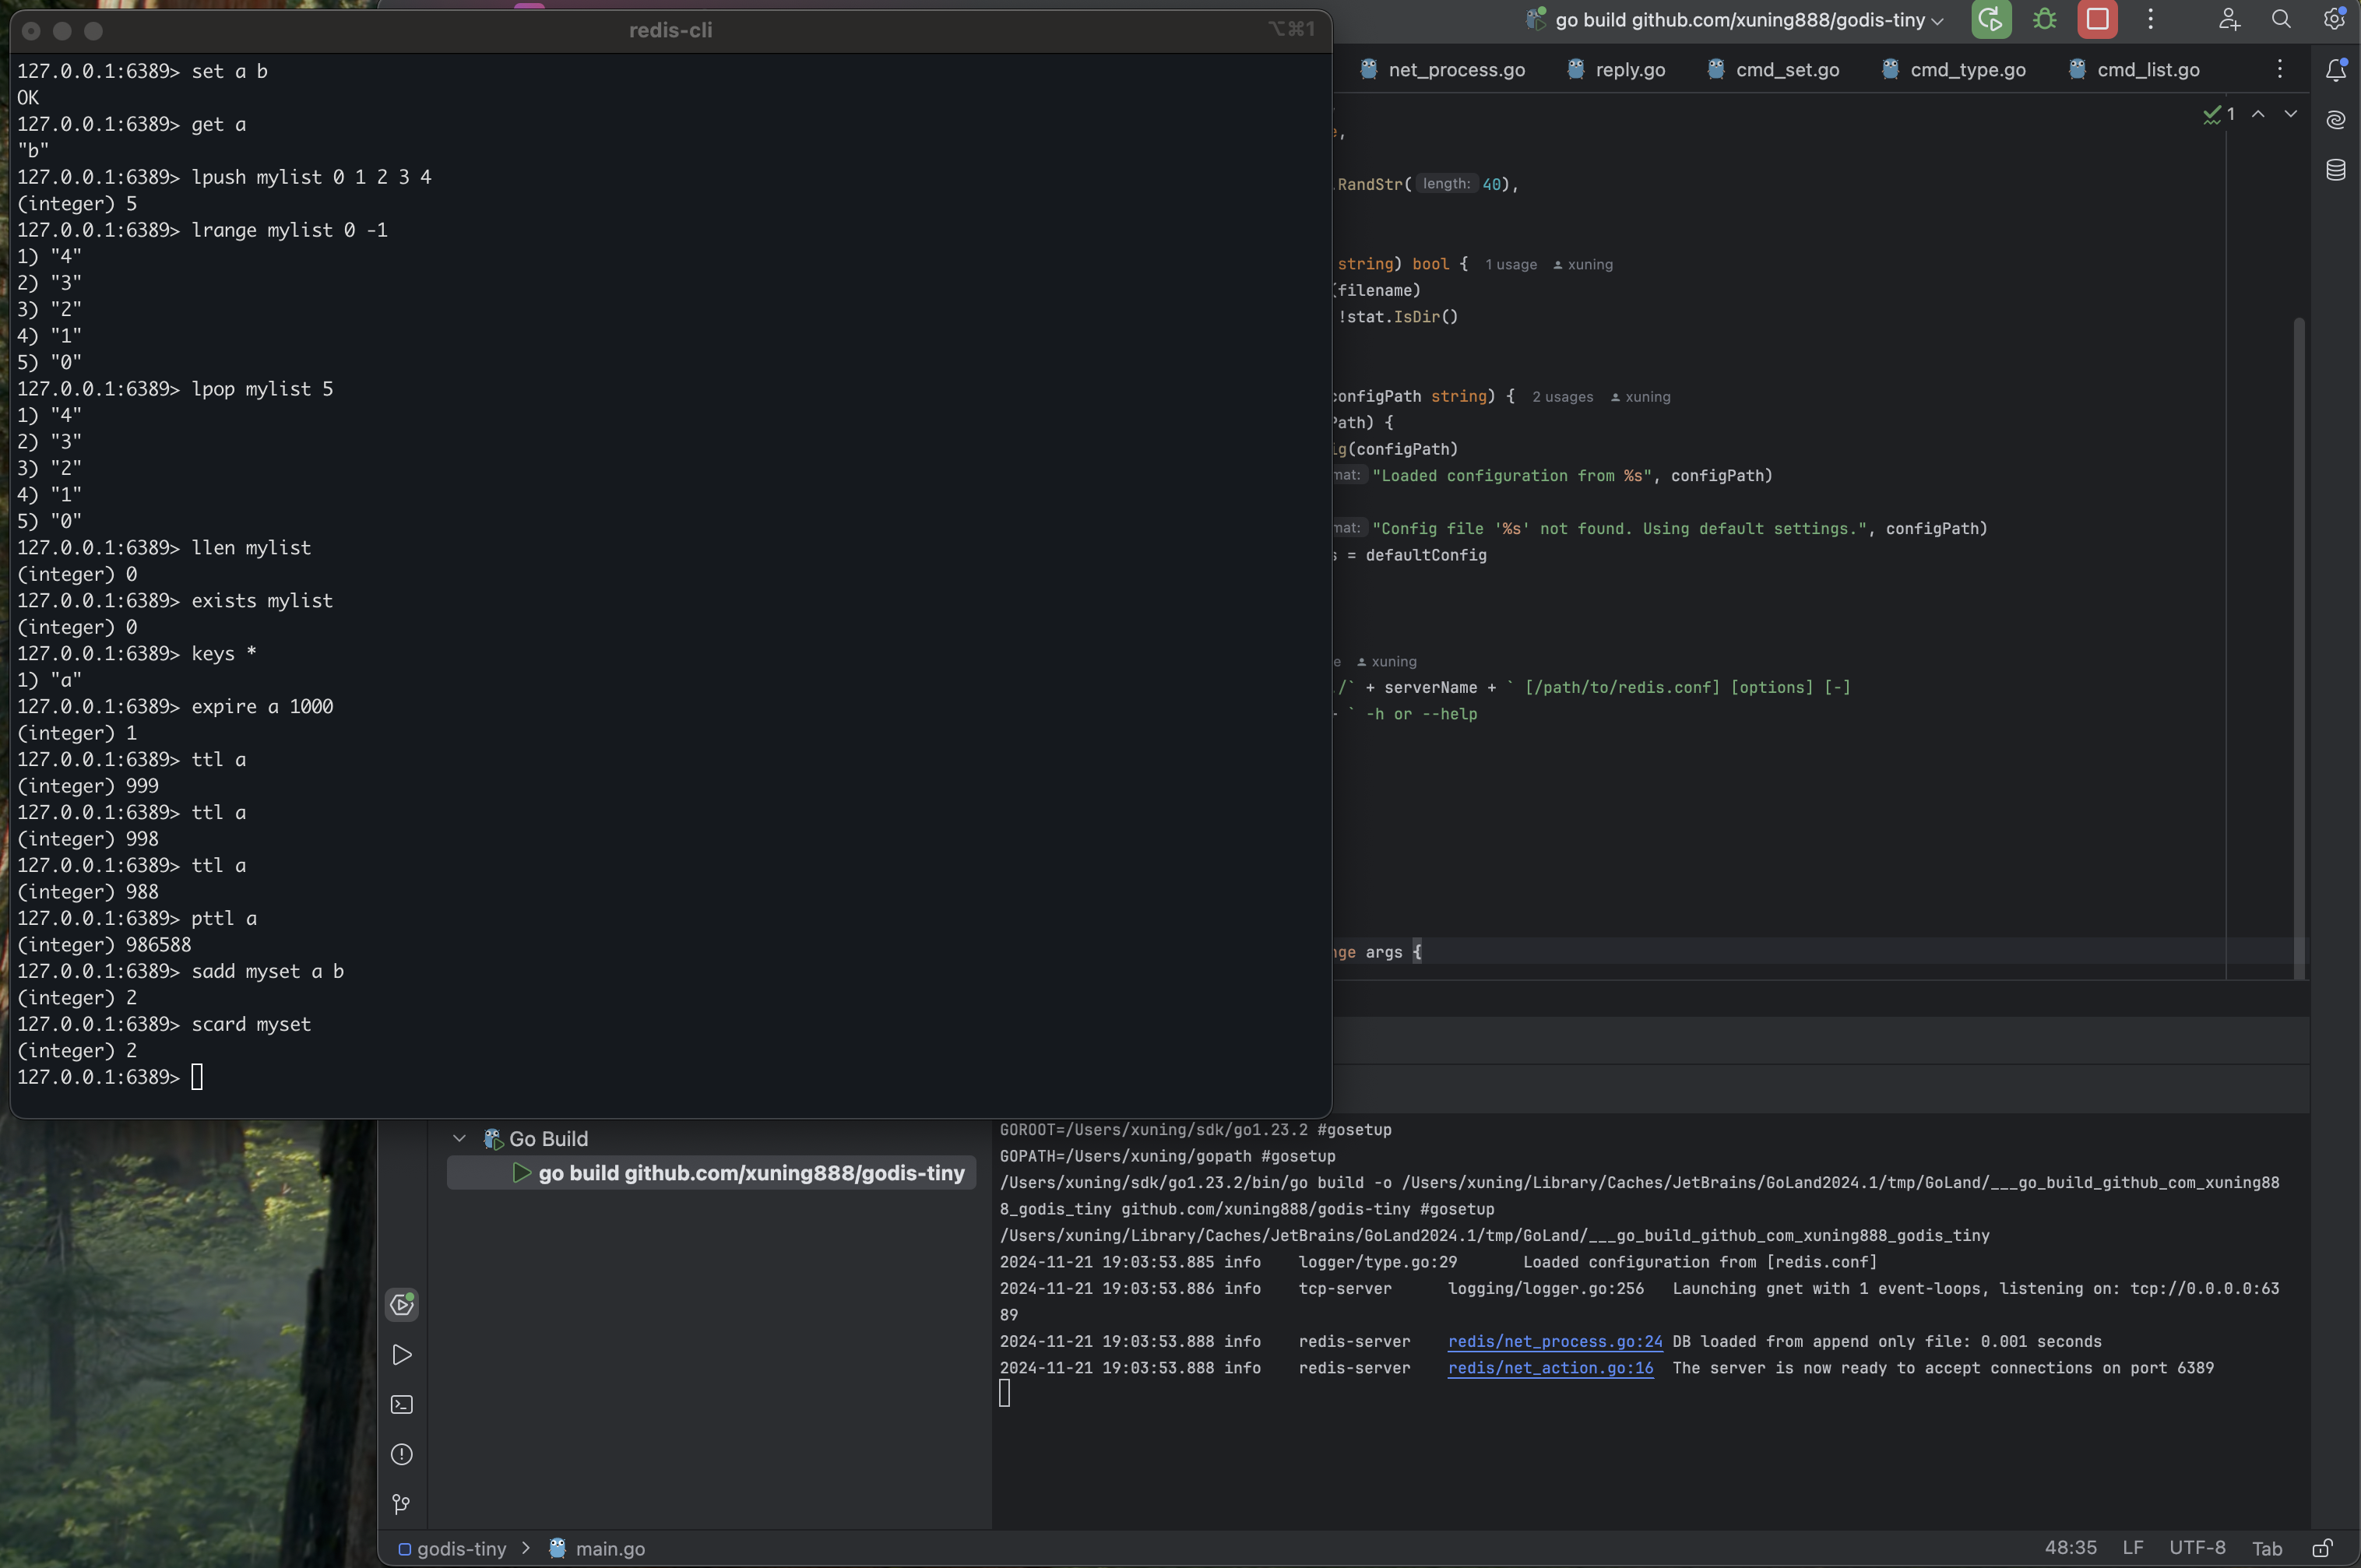 redis-cli
⌥⌘1
127.0.0.1:6389> set a b
OK
127.0.0.1:6389> get a
"b"
127.0.0.1:6389> lpush mylist 0 1 2 3 4
(integer) 5
127.0.0.1:6389> lrange mylist 0 -1
1) "4"
2) "3"
3) "2"
4) "1"
5) "0"
127.0.0.1:6389> lpop mylist 5
1) "4"
2) "3"
3) "2"
4) "1"
5) "0"
127.0.0.1:6389> llen mylist
(integer) 0
127.0.0.1:6389> exists mylist
(integer) 0
127.0.0.1:6389> keys *
1) "a"
127.0.0.1:6389> expire a 1000
(integer) 1
127.0.0.1:6389> ttl a
(integer) 999
127.0.0.1:6389> ttl a
(integer) 998
127.0.0.1:6389> ttl a
(integer) 988
127.0.0.1:6389> pttl a
(integer) 986588
127.0.0.1:6389> sadd myset a b
(integer) 2
127.0.0.1:6389> scard myset
(integer) 2
127.0.0.1:6389>
go build github.com/xuning888/godis-tiny
net_process.go reply.go cmd_set.go cmd_type.go cmd_list.go
1
,
RandStr( length: 40),
string) bool { 1 usage xuning
(filename)
!stat.IsDir()
configPath string) { 2 usages xuning
Path) {
ig(configPath)
mat: "Loaded configuration from %s", configPath)
mat: "Config file '%s' not found. Using default settings.", configPath)
s = defaultConfig
e xuning
/` + serverName + ` [/path/to/redis.conf] [options] [-]
` -h or --help
nge args {
Go Build
go build github.com/xuning888/godis-tiny
GOROOT=/Users/xuning/sdk/go1.23.2 #gosetup
GOPATH=/Users/xuning/gopath #gosetup
/Users/xuning/sdk/go1.23.2/bin/go build -o /Users/xuning/Library/Caches/JetBrains/GoLand2024.1/tmp/GoLand/___go_build_github_com_xuning88
8_godis_tiny github.com/xuning888/godis-tiny #gosetup
/Users/xuning/Library/Caches/JetBrains/GoLand2024.1/tmp/GoLand/___go_build_github_com_xuning888_godis_tiny
2024-11-21 19:03:53.885 info logger/type.go:29 Loaded configuration from [redis.conf]
2024-11-21 19:03:53.886 info tcp-server logging/logger.go:256 Launching gnet with 1 event-loops, listening on: tcp://0.0.0.0:63
89
2024-11-21 19:03:53.888 info redis-server redis/net_process.go:24 DB loaded from append only file: 0.001 seconds
2024-11-21 19:03:53.888 info redis-server redis/net_action.go:16 The server is now ready to accept connections on port 6389
godis-tiny > main.go
48:35 LF UTF-8 Tab